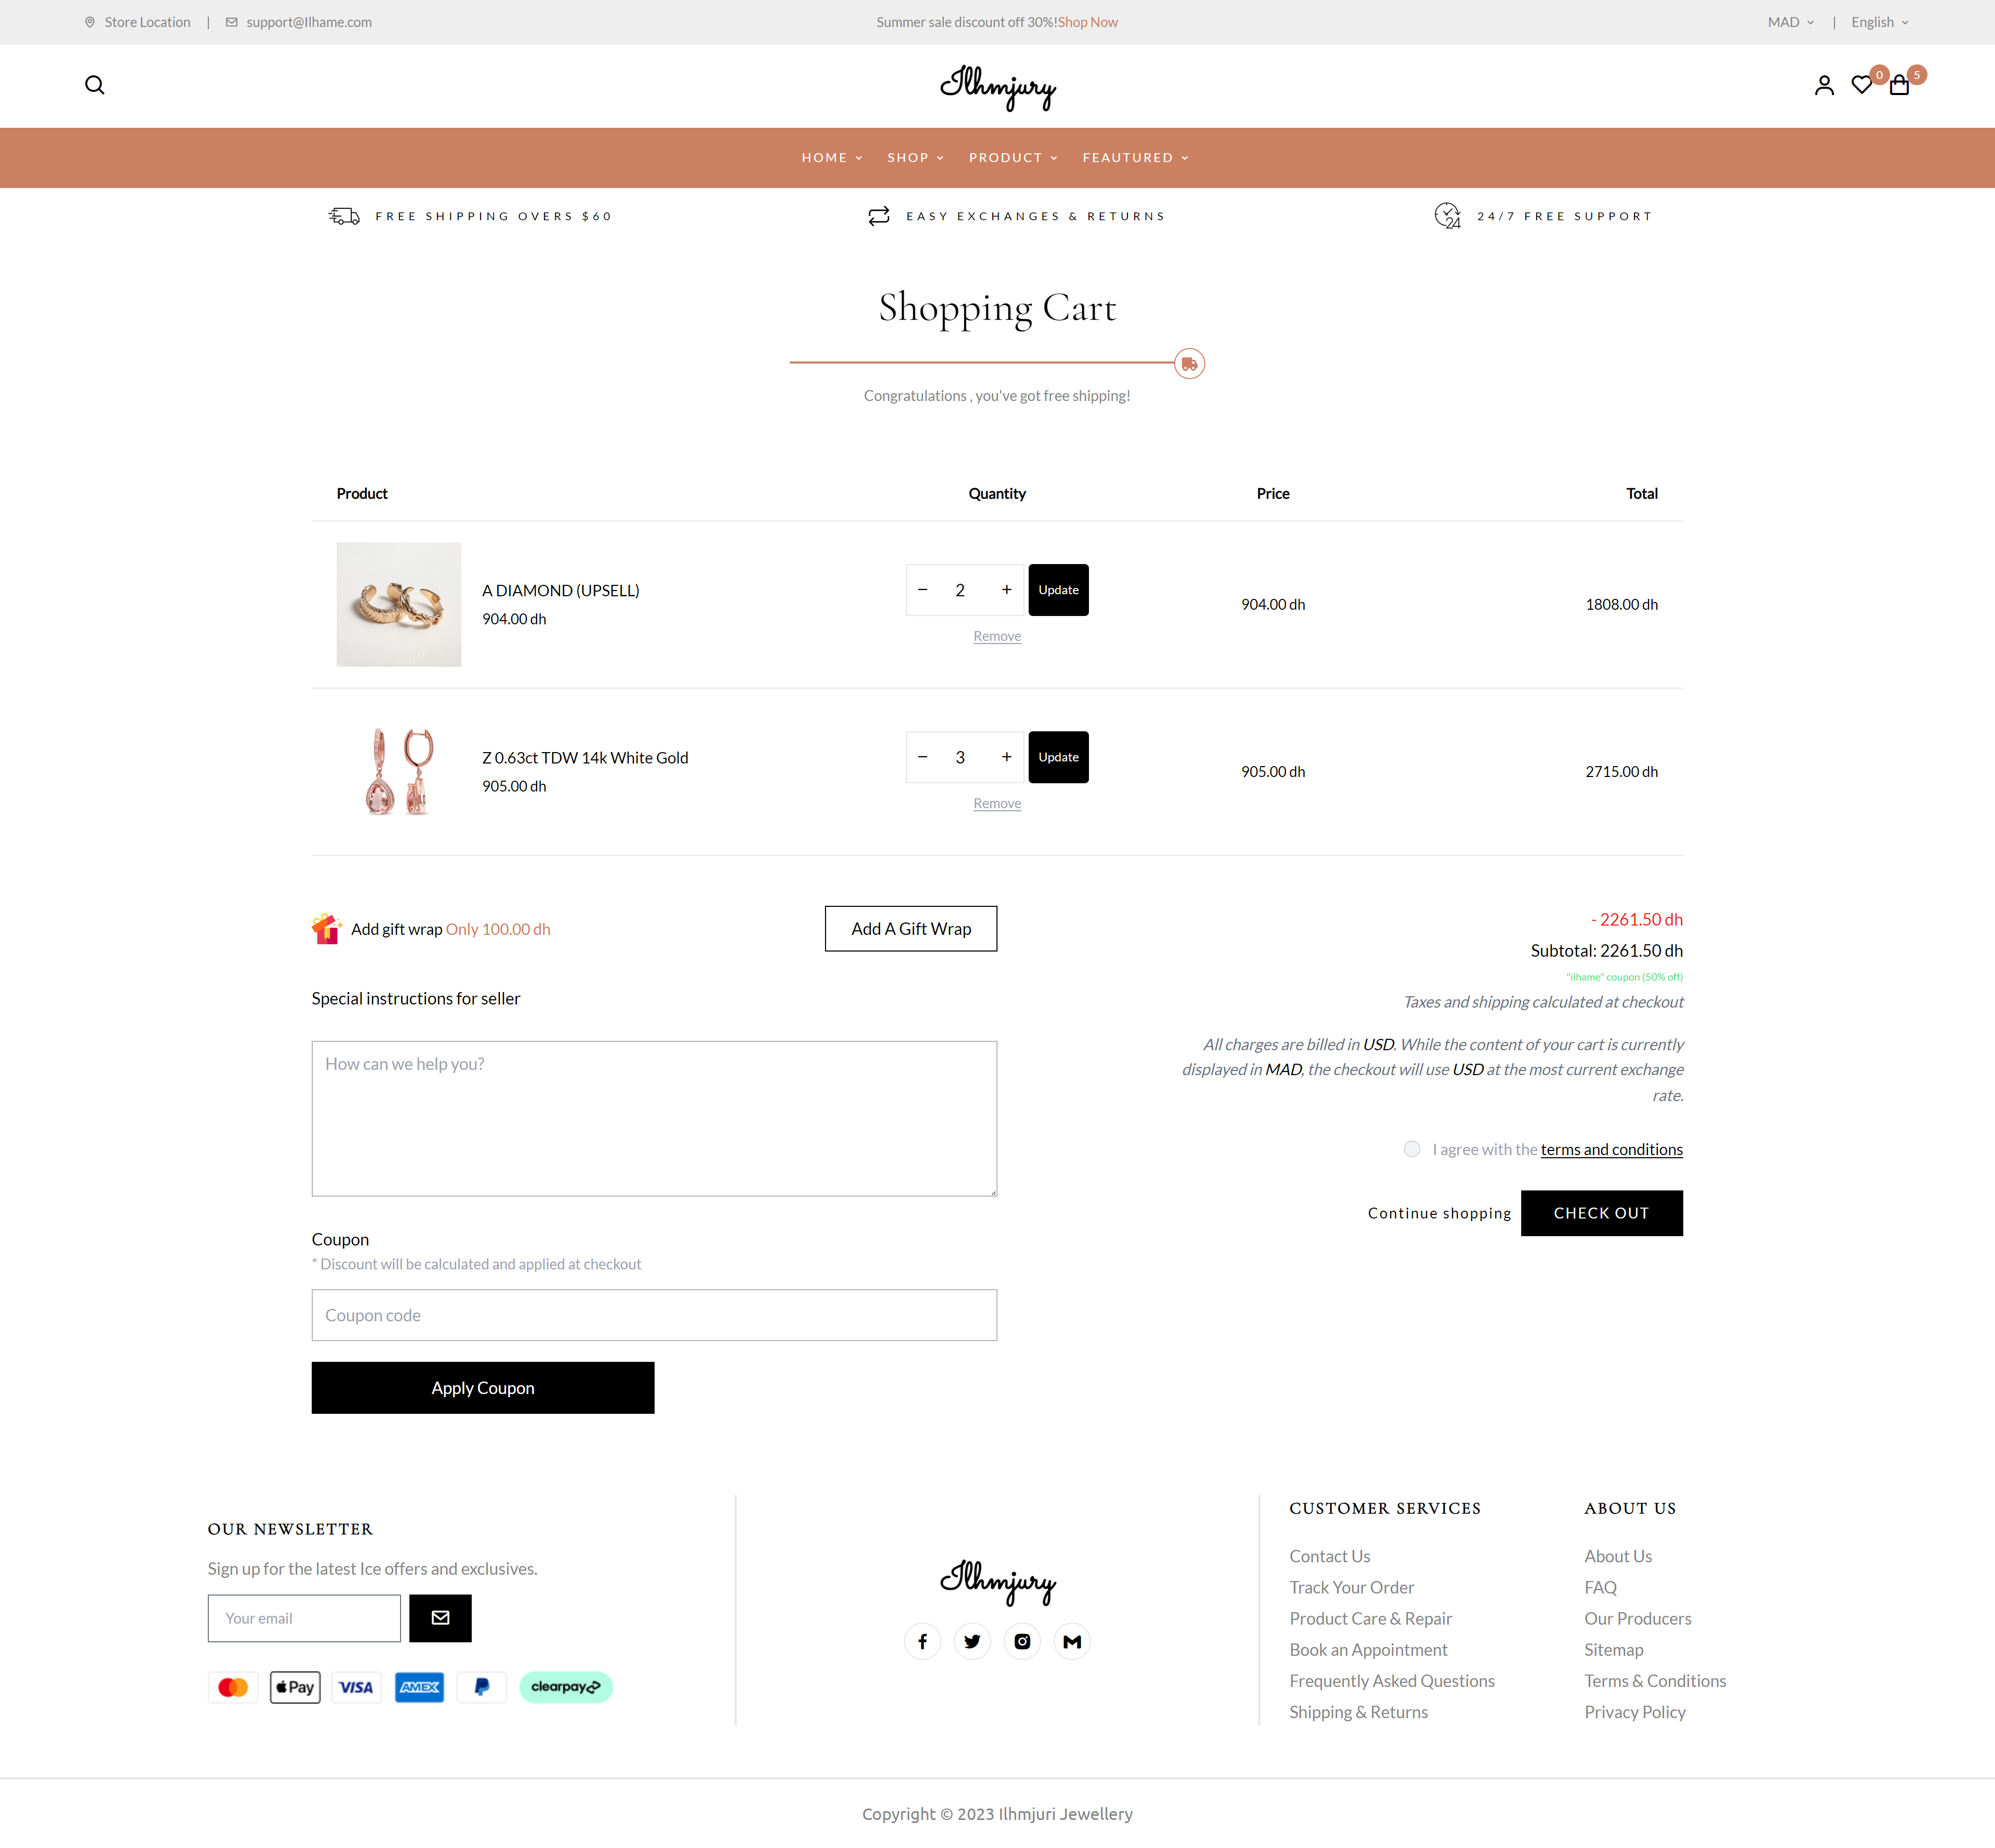 Store Location | support@Ilhame.com
Summer sale discount off 30%!Shop Now
MAD | English
Ilhmjury
0
5
HOME SHOP PRODUCT FEAUTURED
FREE SHIPPING OVERS $60
EASY EXCHANGES & RETURNS
24
24/7 FREE SUPPORT
Shopping Cart
Congratulations , you've got free shipping!
Product Quantity Price Total
A DIAMOND (UPSELL)
904.00 dh
− 2 + Update
Remove
904.00 dh
1808.00 dh
Z 0.63ct TDW 14k White Gold
905.00 dh
− 3 + Update
Remove
905.00 dh
2715.00 dh
Add gift wrap Only 100.00 dh
Add A Gift Wrap
Special instructions for seller
How can we help you?
Coupon
* Discount will be calculated and applied at checkout
Coupon code
Apply Coupon
- 2261.50 dh
Subtotal: 2261.50 dh
"ilhame" coupon (50% off)
Taxes and shipping calculated at checkout
All charges are billed in USD. While the content of your cart is currently
displayed in MAD, the checkout will use USD at the most current exchange
rate.
I agree with the terms and conditions
Continue shopping
CHECK OUT
OUR NEWSLETTER
Sign up for the latest Ice offers and exclusives.
Your email
Pay
VISA
AMEX
clearpay
Ilhmjury
CUSTOMER SERVICES
Contact Us
Track Your Order
Product Care & Repair
Book an Appointment
Frequently Asked Questions
Shipping & Returns
ABOUT US
About Us
FAQ
Our Producers
Sitemap
Terms & Conditions
Privacy Policy
Copyright © 2023 Ilhmjuri Jewellery